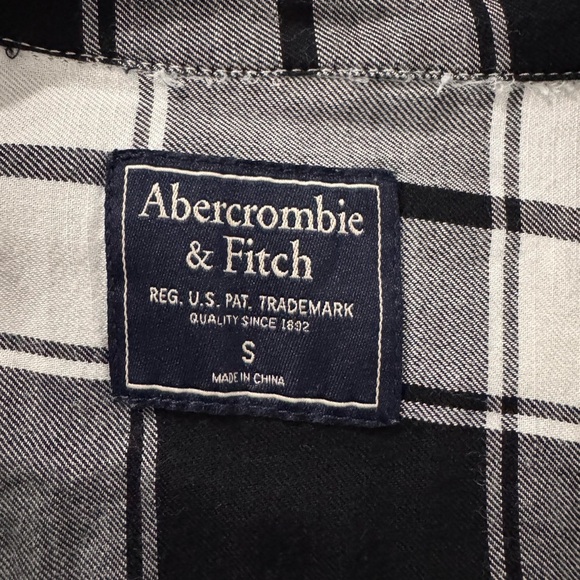 Abercrombie
& Fitch
REG. U.S. PAT. TRADEMARK
QUALITY SINCE 1892
S
MADE IN CHINA